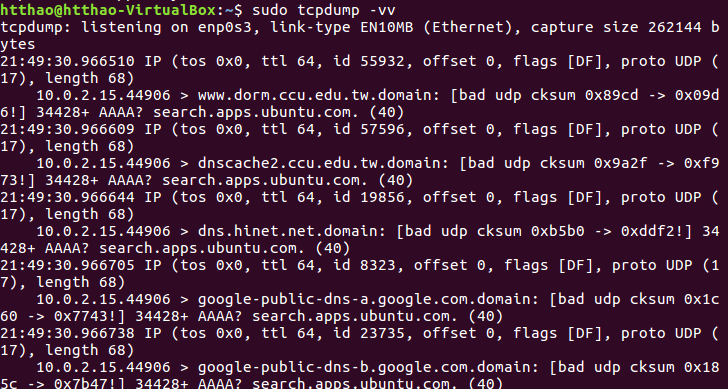 htthao@htthao-VirtualBox:~$ sudo tcpdump -vv
tcpdump: listening on enp0s3, link-type EN10MB (Ethernet), capture size 262144 b
ytes
21:49:30.966510 IP (tos 0x0, ttl 64, id 55932, offset 0, flags [DF], proto UDP (
17), length 68)
    10.0.2.15.44906 > www.dorm.ccu.edu.tw.domain: [bad udp cksum 0x89cd -> 0x09d
6!] 34428+ AAAA? search.apps.ubuntu.com. (40)
21:49:30.966609 IP (tos 0x0, ttl 64, id 57596, offset 0, flags [DF], proto UDP (
17), length 68)
    10.0.2.15.44906 > dnscache2.ccu.edu.tw.domain: [bad udp cksum 0x9a2f -> 0xf9
73!] 34428+ AAAA? search.apps.ubuntu.com. (40)
21:49:30.966644 IP (tos 0x0, ttl 64, id 19856, offset 0, flags [DF], proto UDP (
17), length 68)
    10.0.2.15.44906 > dns.hinet.net.domain: [bad udp cksum 0xb5b0 -> 0xddf2!] 34
428+ AAAA? search.apps.ubuntu.com. (40)
21:49:30.966705 IP (tos 0x0, ttl 64, id 8323, offset 0, flags [DF], proto UDP (1
7), length 68)
    10.0.2.15.44906 > google-public-dns-a.google.com.domain: [bad udp cksum 0x1c
60 -> 0x7743!] 34428+ AAAA? search.apps.ubuntu.com. (40)
21:49:30.966738 IP (tos 0x0, ttl 64, id 23735, offset 0, flags [DF], proto UDP (
17), length 68)
    10.0.2.15.44906 > google-public-dns-b.google.com.domain: [bad udp cksum 0x18
5c -> 0x7b47!] 34428+ AAAA? search.apps.ubuntu.com. (40)